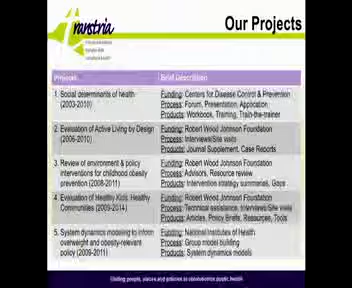 transtria
Our Projects
Projects
Brief Description
1. Social determinants of health
(2003-2010)
Funding: Centers for Disease Control & Prevention
Process: Forum, Presentation, Application
Products: Workbook, Training, Train-the-trainer
2. Evaluation of Active Living by Design
(2006-2010)
Funding: Robert Wood Johnson Foundation
Process: Interviews/Site visits
Products: Journal Supplement, Case Reports
3. Review of environment & policy
interventions for childhood obesity
prevention (2008-2011)
Funding: Robert Wood Johnson Foundation
Process: Advisors, Resource review
Products: Intervention strategy summaries, Gaps
4. Evaluation of Healthy Kids, Healthy
Communities (2009-2014)
Funding: Robert Wood Johnson Foundation
Process: Technical assistance, Interviews/Site visits
Products: Articles, Policy Briefs, Resources, Tools
5. System dynamics modeling to inform
overweight and obesity-relevant
policy (2009-2011)
Funding: National Institutes of Health
Process: Group model building
Products: System dynamics models
places and policies to
public health